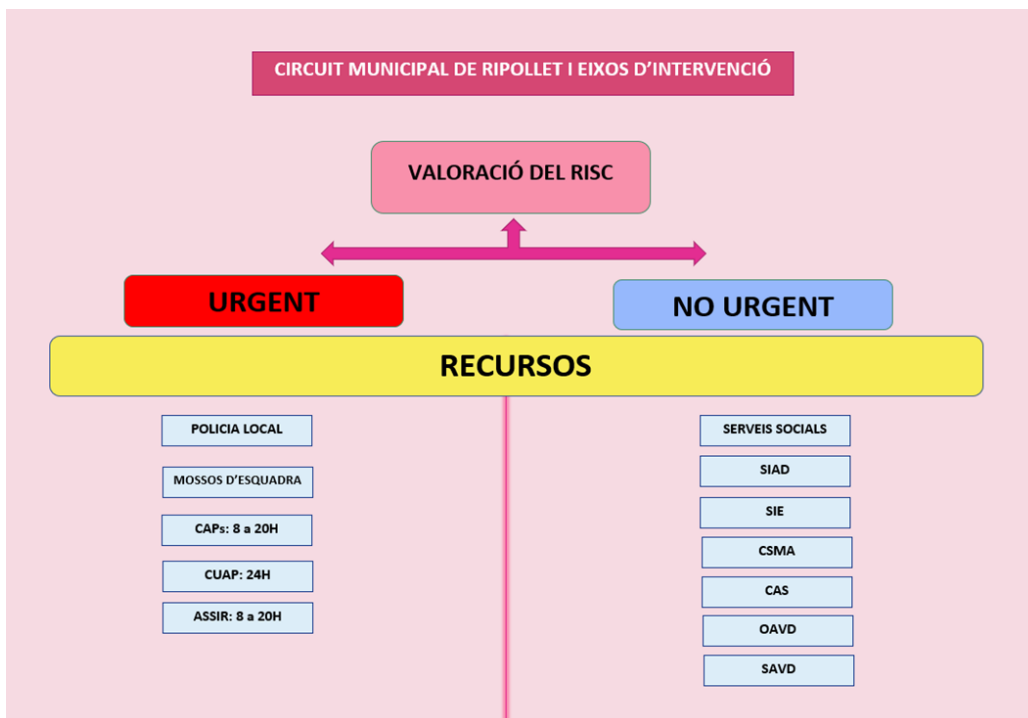 CIRCUIT MUNICIPAL DE RIPOLLET I EIXOS D'INTERVENCIÓ
VALORACIÓ DEL RISC
URGENT
NO URGENT
RECURSOS
POLICIA LOCAL
MOSSOS D'ESQUADRA
CAPs: 8 a 20H
CUAP: 24H
ASSIR: 8 a 20H
SERVEIS SOCIALS
SIAD
SIE
CSMA
CAS
OAVD
SAVD